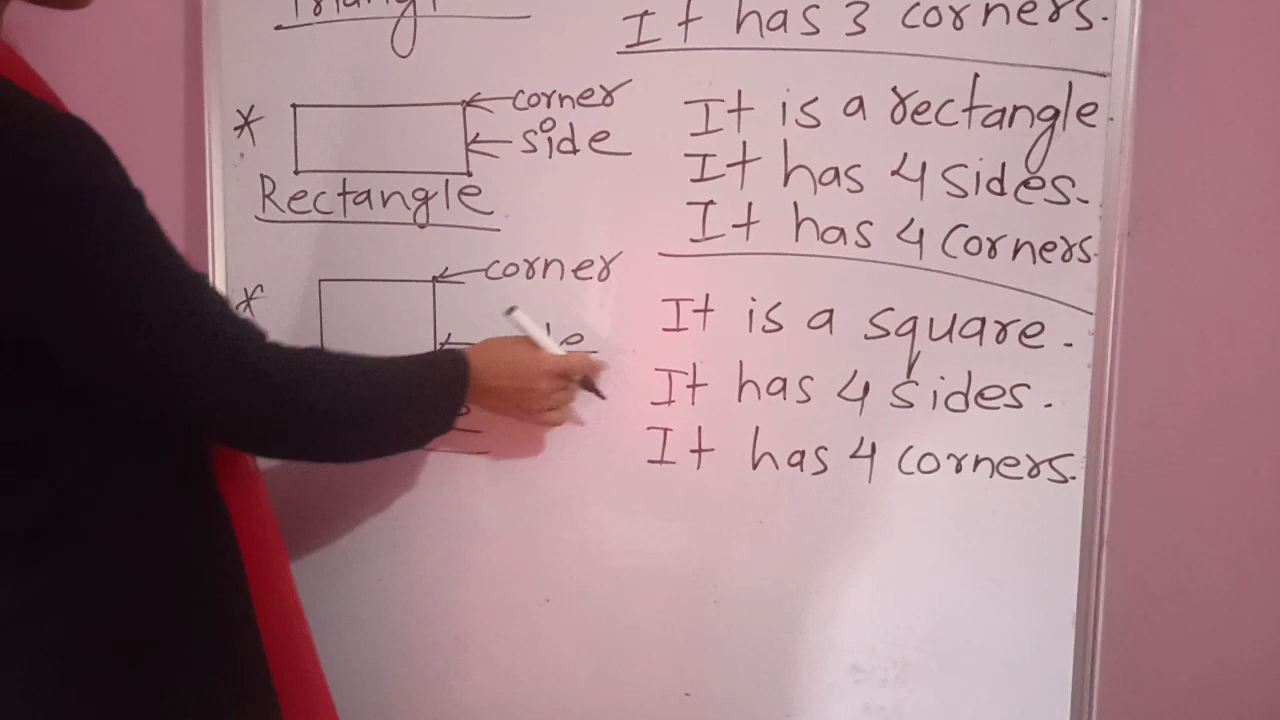 It has 3 corners.
* corner
side
Rectangle
It is a rectangle.
It has 4 sides.
It has 4 corners.
* corner
It is a square.
It has 4 sides.
It has 4 corners.